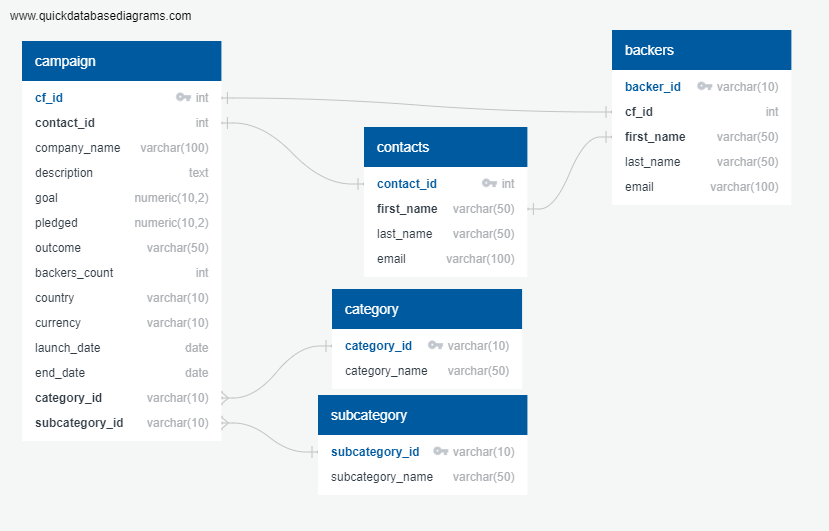 www.quickdatabasediagrams.com
campaign
cf_id int
contact_id int
company_name varchar(100)
description text
goal numeric(10,2)
pledged numeric(10,2)
outcome varchar(50)
backers_count int
country varchar(10)
currency varchar(10)
launch_date date
end_date date
category_id varchar(10)
subcategory_id varchar(10)
contacts
contact_id int
first_name varchar(50)
last_name varchar(50)
email varchar(100)
category
category_id varchar(10)
category_name varchar(50)
subcategory
subcategory_id varchar(10)
subcategory_name varchar(50)
backers
backer_id varchar(10)
cf_id int
first_name varchar(50)
last_name varchar(50)
email varchar(100)